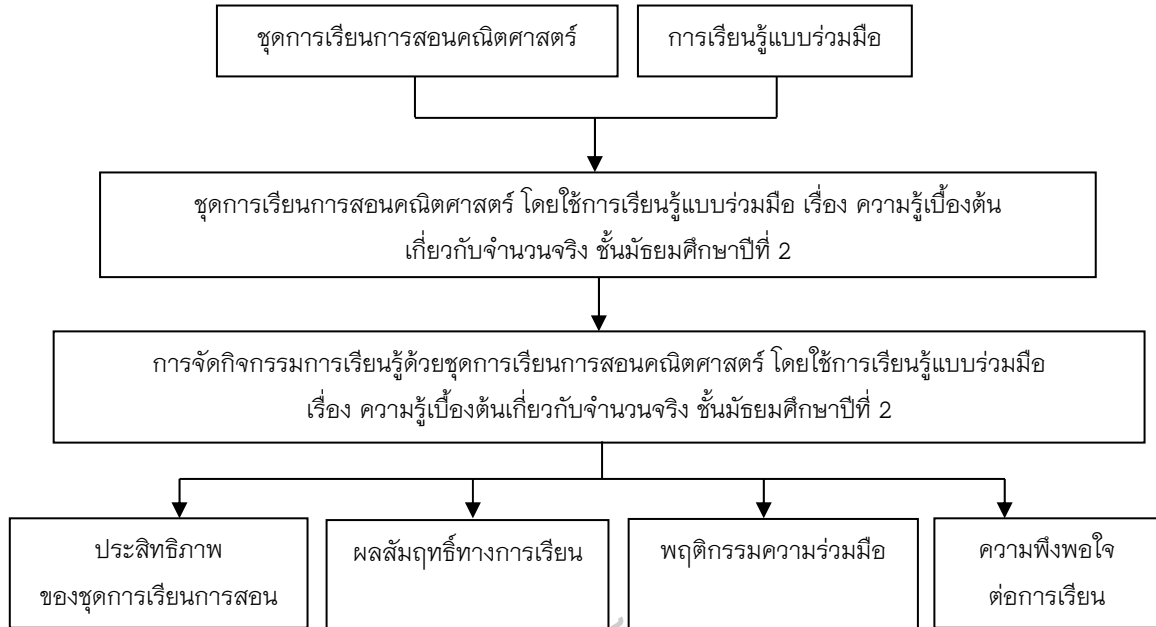 ชุดการเรียนการสอนคณิตศาสตร์
การเรียนรู้แบบร่วมมือ
ชุดการเรียนการสอนคณิตศาสตร์ โดยใช้การเรียนรู้แบบร่วมมือ เรื่อง ความรู้เบื้องต้น
เกี่ยวกับจำนวนจริง ชั้นมัธยมศึกษาปีที่ 2
การจัดกิจกรรมการเรียนรู้ด้วยชุดการเรียนการสอนคณิตศาสตร์ โดยใช้การเรียนรู้แบบร่วมมือ
เรื่อง ความรู้เบื้องต้นเกี่ยวกับจำนวนจริง ชั้นมัธยมศึกษาปีที่ 2
ประสิทธิภาพ
ของชุดการเรียนการสอน
ผลสัมฤทธิ์ทางการเรียน
พฤติกรรมความร่วมมือ
ความพึงพอใจ
ต่อการเรียน